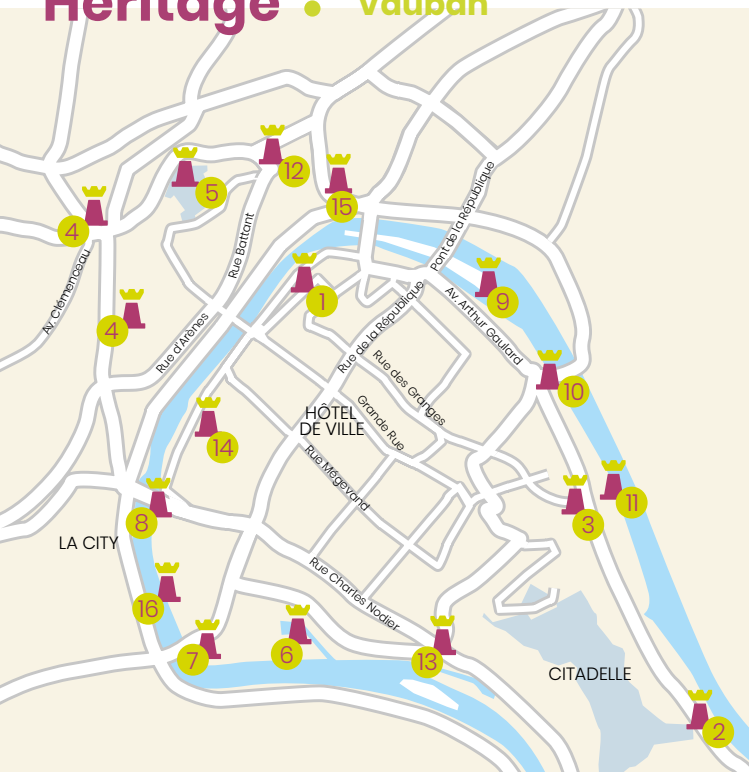 Héritage • Vauban
12
5
15
4
Pont de la République
Rue Battant
Av. Clémenceau
1
9
4
Rue d'Arènes
Rue de la République
Av. Arthur Gaulard
Rue des Granges
10
HÔTEL
DE VILLE
Grande Rue
14
Rue Mégevand
11
8
3
LA CITY
Rue Charles Nodier
16
7
6
13
CITADELLE
2